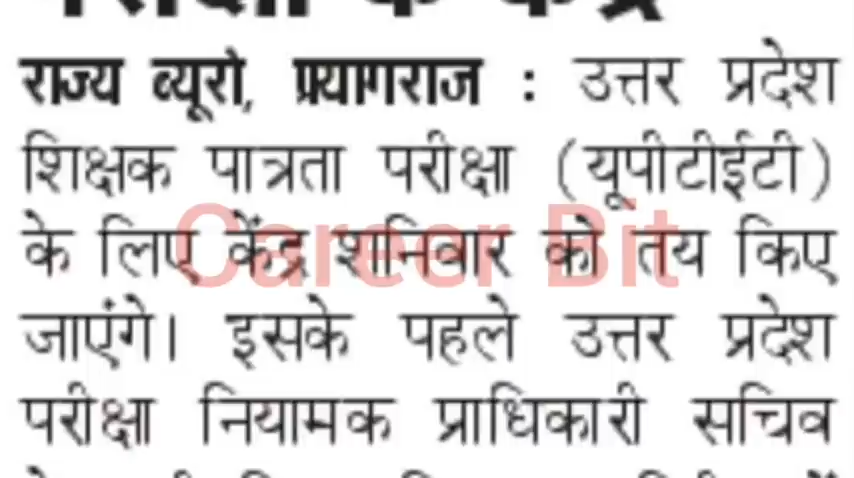 राज्य ब्यूरो, प्रयागराज : उत्तर प्रदेश
शिक्षक पात्रता परीक्षा (यूपीटीईटी)
के लिए केंद्र शनिवार को तय किए
Career Bit
जाएंगे। इसके पहले उत्तर प्रदेश
परीक्षा नियामक प्राधिकारी सचिव